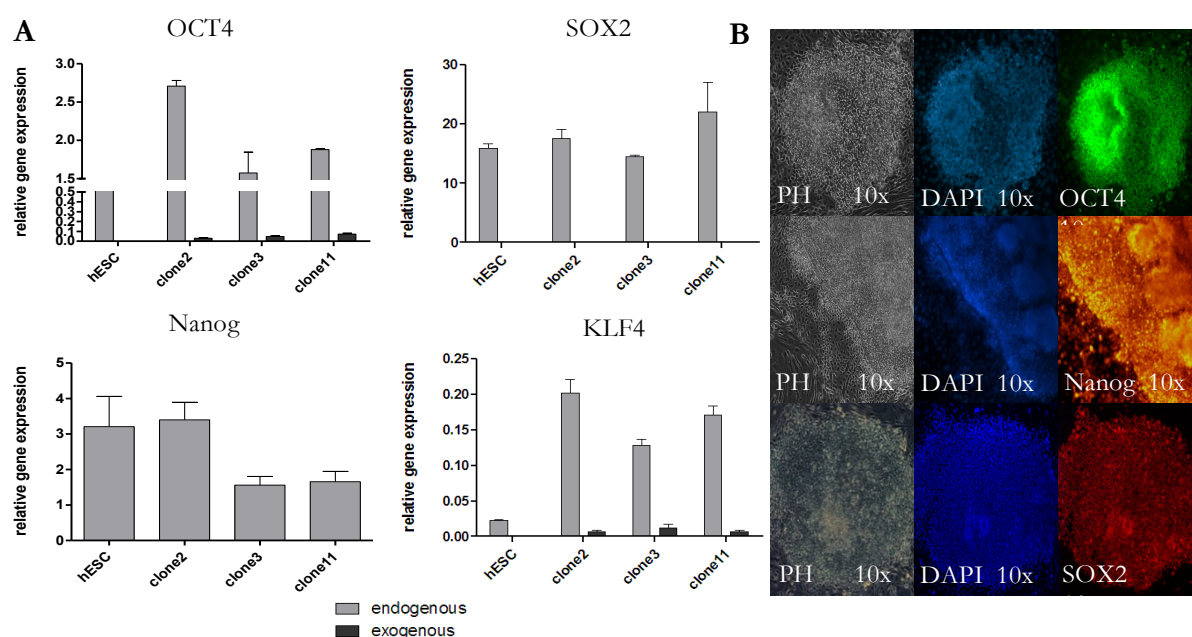 A
OCT4
relative gene expression
3.0
2.5
2.0
1.5
0.5
0.4
0.3
0.2
0.1
0.0
hESC
clone2
clone3
clone11
SOX2
relative gene expression
30
20
10
0
hESC
clone2
clone3
clone11
Nanog
relative gene expression
5
4
3
2
1
0
hESC
clone2
clone3
clone11
KLF4
relative gene expression
0.25
0.20
0.15
0.10
0.05
0.00
hESC
clone2
clone3
clone11
endogenous
exogenous
B
PH 10x
DAPI 10x
OCT4
PH 10x
DAPI 10x
Nanog 10x
PH 10x
DAPI 10x
SOX2